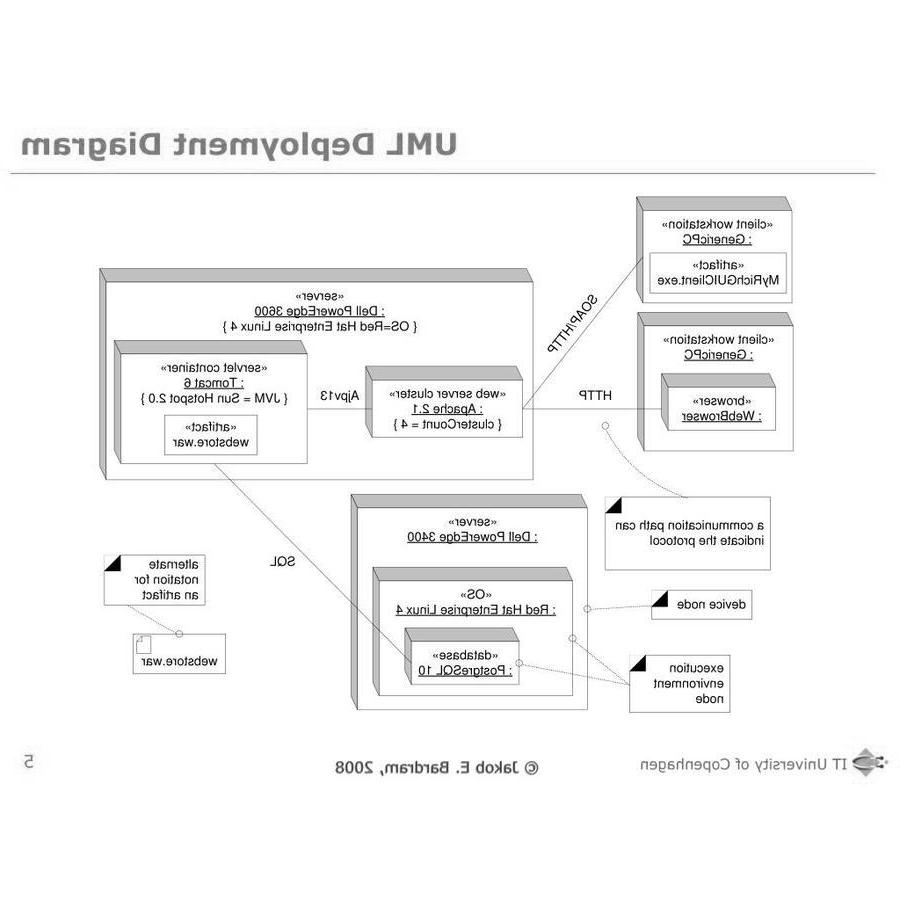 UML Deployment Diagram
«client workstation»
: GenericPC
«artifact»
MyRichGUIClient.exe
«client workstation»
: GenericPC
«browser»
: WebBrowser
SOAP/HTTP
HTTP
«server»
: Dell PowerEdge 3600
{ OS=Red Hat Enterprise Linux 4 }
«web server cluster»
: Apache 2.1
{ clusterCount = 4 }
Ajpv13
«servlet container»
: Tomcat 6
{ JVM = Sun Hotspot 2.0 }
«artifact»
webstore.war
a communication path can
indicate the protocol
«server»
: Dell PowerEdge 3400
«OS»
: Red Hat Enterprise Linux 4
«database»
: PostgreSQL 10
SQL
device node
execution
environment
node
alternate
notation for
an artifact
webstore.war
IT University of Copenhagen
© Jakob E. Bardram, 2008
5